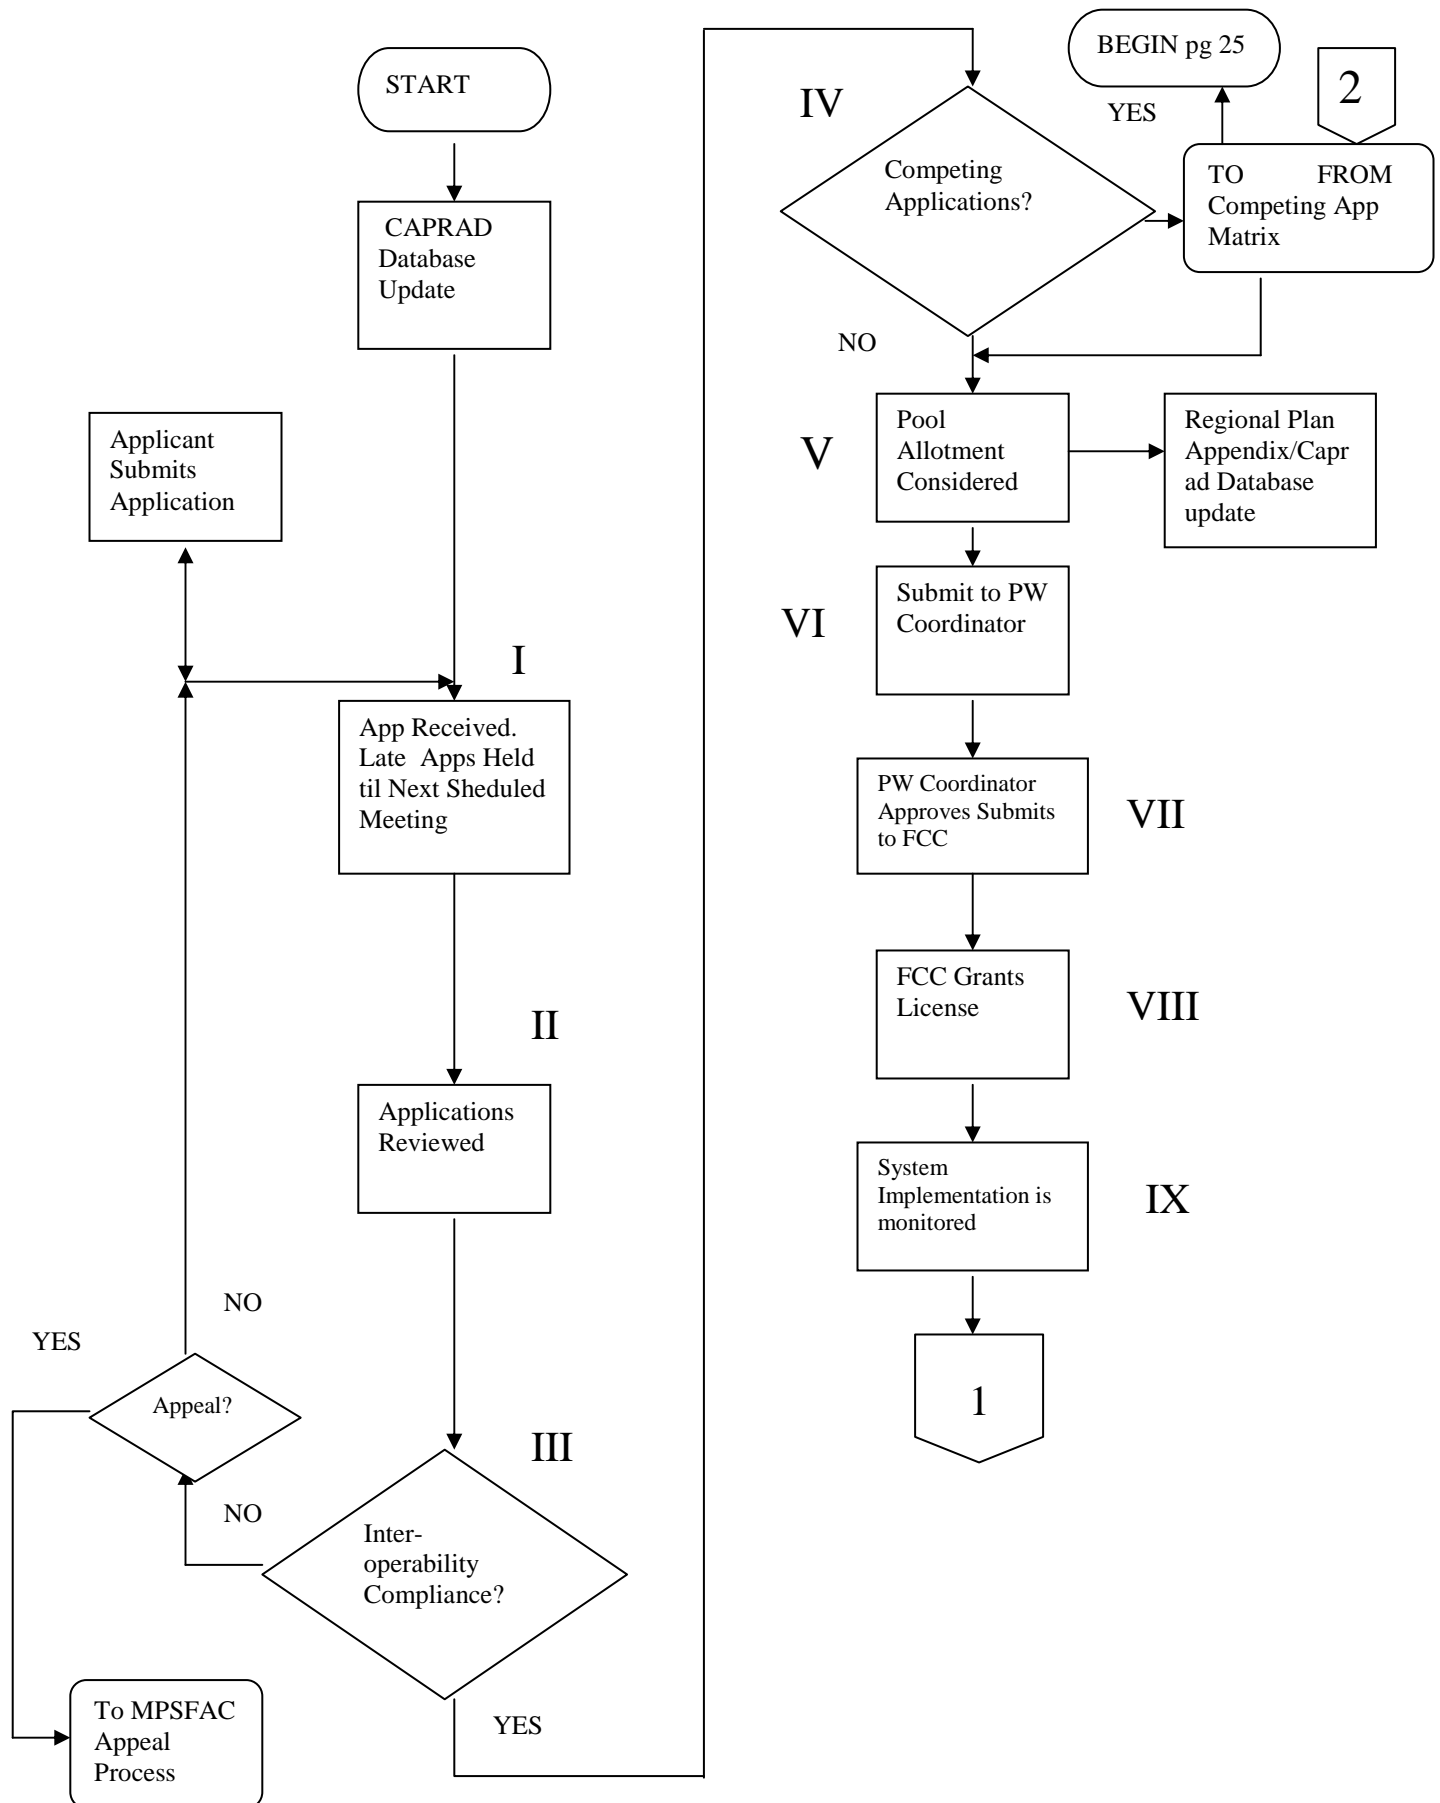 START
CAPRAD
Database
Update
Applicant
Submits
Application
I
App Received.
Late Apps Held
til Next Sheduled
Meeting
II
Applications
Reviewed
NO
YES
Appeal?
III
NO
Inter-
operability
Compliance?
YES
To MPSFAC
Appeal
Process
BEGIN pg 25
2
IV
YES
Competing
Applications?
TO FROM
Competing App
Matrix
NO
V
Pool
Allotment
Considered
Regional Plan
Appendix/Capr
ad Database
update
VI
Submit to PW
Coordinator
PW Coordinator
Approves Submits
to FCC
VII
FCC Grants
License
VIII
System
Implementation is
monitored
IX
1